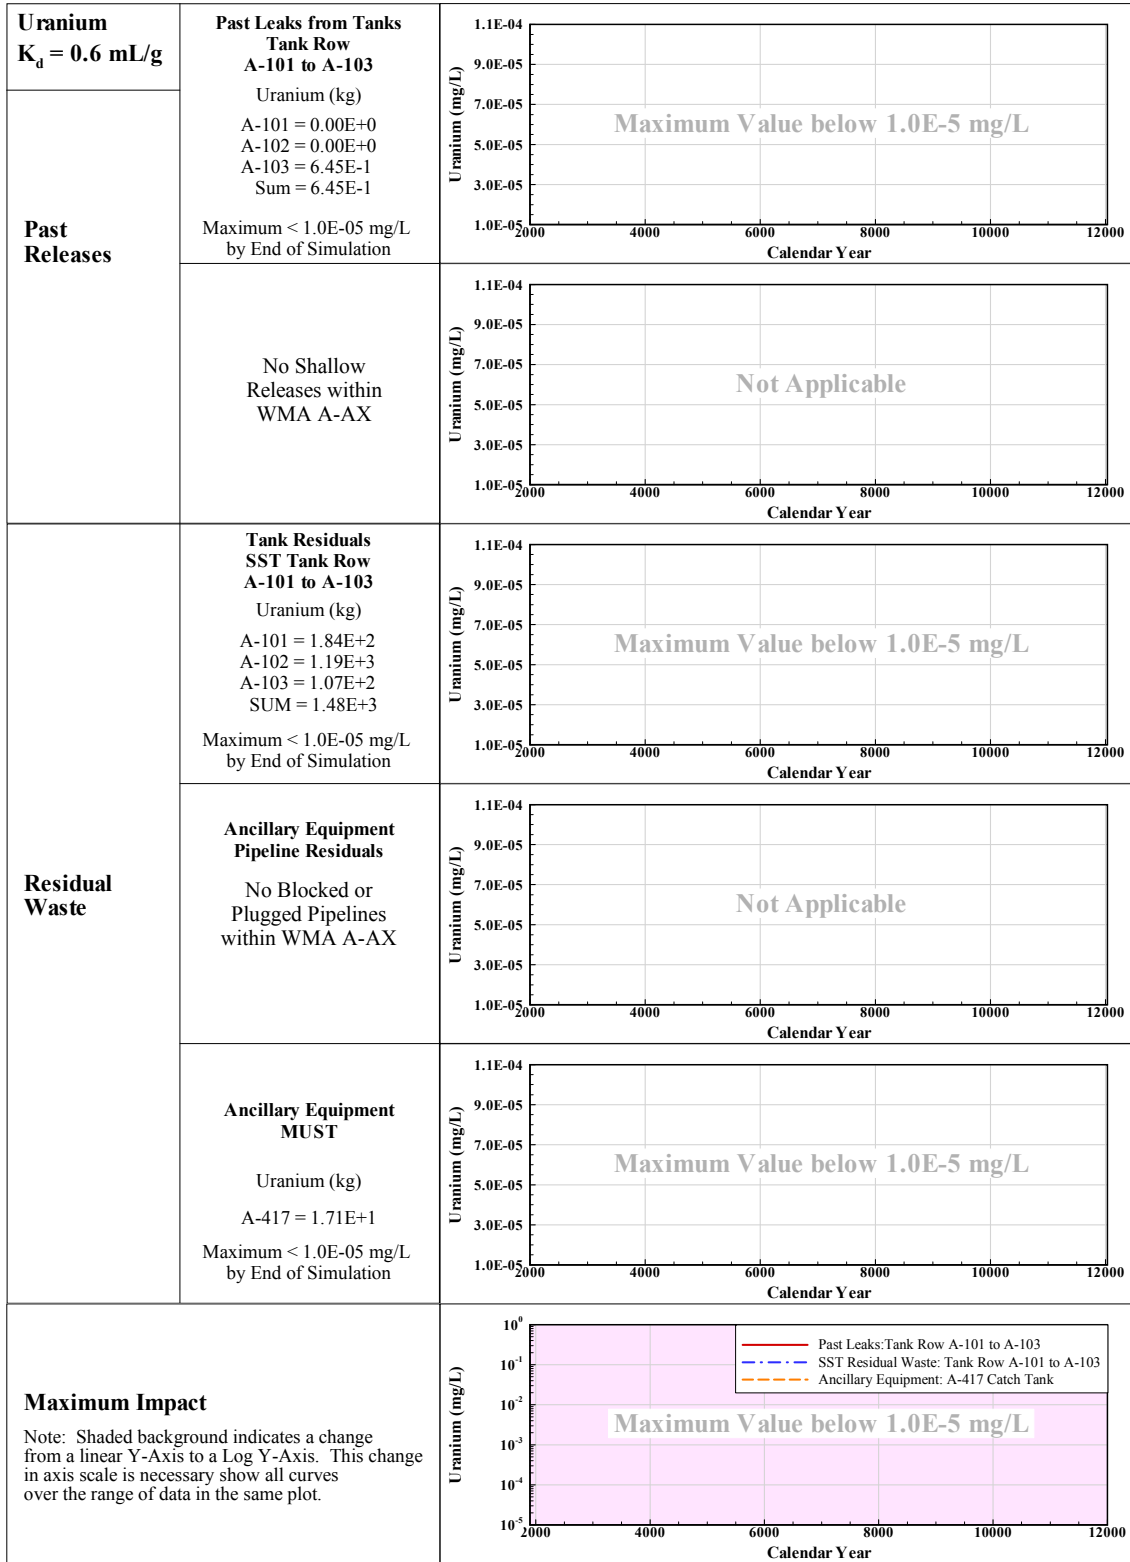 Uranium
K_d = 0.6 mL/g
Past Leaks from Tanks
Tank Row
A-101 to A-103
Uranium (kg)
A-101 = 0.00E+0
A-102 = 0.00E+0
A-103 = 6.45E-1
Sum = 6.45E-1
Maximum < 1.0E-05 mg/L
by End of Simulation
Uranium (mg/L)
1.1E-04
9.0E-05
7.0E-05
5.0E-05
3.0E-05
1.0E-05
Maximum Value below 1.0E-5 mg/L
2000 4000 6000 8000 10000 12000
Calendar Year
Past
Releases
No Shallow
Releases within
WMA A-AX
Uranium (mg/L)
1.1E-04
9.0E-05
7.0E-05
5.0E-05
3.0E-05
1.0E-05
Not Applicable
2000 4000 6000 8000 10000 12000
Calendar Year
Residual
Waste
Tank Residuals
SST Tank Row
A-101 to A-103
Uranium (kg)
A-101 = 1.84E+2
A-102 = 1.19E+3
A-103 = 1.07E+2
SUM = 1.48E+3
Maximum < 1.0E-05 mg/L
by End of Simulation
Uranium (mg/L)
1.1E-04
9.0E-05
7.0E-05
5.0E-05
3.0E-05
1.0E-05
Maximum Value below 1.0E-5 mg/L
2000 4000 6000 8000 10000 12000
Calendar Year
Ancillary Equipment
Pipeline Residuals
No Blocked or
Plugged Pipelines
within WMA A-AX
Uranium (mg/L)
1.1E-04
9.0E-05
7.0E-05
5.0E-05
3.0E-05
1.0E-05
Not Applicable
2000 4000 6000 8000 10000 12000
Calendar Year
Ancillary Equipment
MUST
Uranium (kg)
A-417 = 1.71E+1
Maximum < 1.0E-05 mg/L
by End of Simulation
Uranium (mg/L)
1.1E-04
9.0E-05
7.0E-05
5.0E-05
3.0E-05
1.0E-05
Maximum Value below 1.0E-5 mg/L
2000 4000 6000 8000 10000 12000
Calendar Year
Maximum Impact
Note: Shaded background indicates a change
from a linear Y-Axis to a Log Y-Axis. This change
in axis scale is necessary show all curves
over the range of data in the same plot.
Uranium (mg/L)
10^0
10^-1
10^-2
10^-3
10^-4
10^-5
Past Leaks:Tank Row A-101 to A-103
SST Residual Waste: Tank Row A-101 to A-103
Ancillary Equipment: A-417 Catch Tank
Maximum Value below 1.0E-5 mg/L
2000 4000 6000 8000 10000 12000
Calendar Year